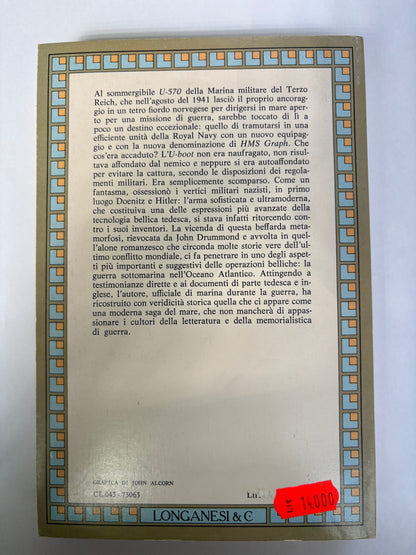 Al sommergibile U-570 della Marina militare del Terzo
Reich, che nell'agosto del 1941 lasciò il proprio ancorag-
gio in un tetro fiordo norvegese per dirigersi in mare aper-
to per una missione di guerra, sarebbe toccato di lì a
poco un destino eccezionale: quello di tramutarsi in una
efficiente unità della Royal Navy con un nuovo equipag-
gio e con la nuova denominazione di HMS Graph. Che
cos'era accaduto? L'U-boot non era naufragato, non risul-
tava affondato dal nemico e neppure si era autoaffondato
per evitare la cattura, secondo le disposizioni dei regola-
menti militari. Era semplicemente scomparso. Come un
fantasma, ossessionò i vertici militari nazisti, in primo
luogo Doenitz e Hitler: l'arma sofisticata e ultramoderna,
che costituiva una delle espressioni più avanzate della
tecnologia bellica tedesca, si stava infatti ritorcendo con-
tro i suoi inventori. La vicenda di questa beffarda meta-
morfosi, rievocata da John Drummond e avvolta in quel-
l'alone romanzesco che circonda molte storie vere dell'ul-
timo conflitto mondiale, ci fa penetrare in uno degli aspet-
ti più importanti e suggestivi delle operazioni belliche: la
guerra sottomarina nell'Oceano Atlantico. Attingendo a
testimonianze dirette e ai documenti di parte tedesca e in-
glese, l'autore, ufficiale di marina durante la guerra, ha
ricostruito con veridicità storica quella che ci appare come
una moderna saga del mare, che non mancherà di appas-
sionare i cultori della letteratura e della memorialistica
di guerra.
GRAFICA DI JOHN ALCORN
CL.043-73065
Lit.
14000
LONGANESI & C.